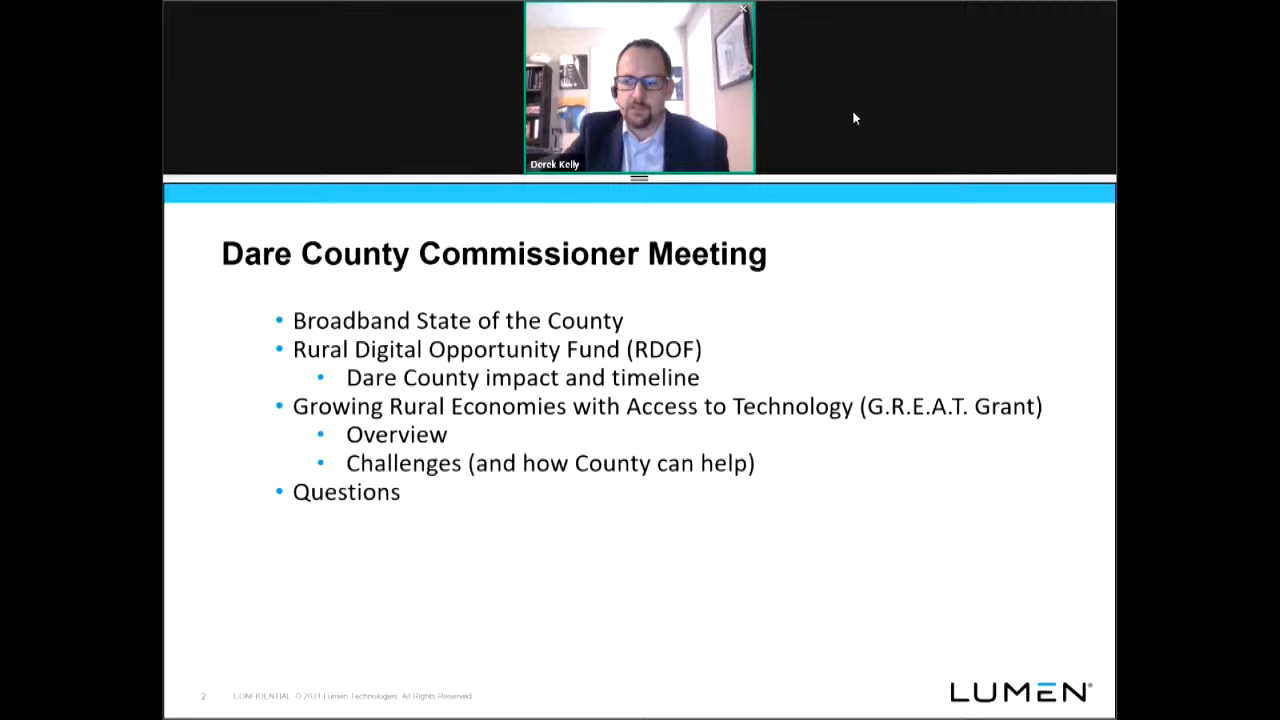 Derek Kelly
Dare County Commissioner Meeting
• Broadband State of the County
• Rural Digital Opportunity Fund (RDOF)
• Dare County impact and timeline
• Growing Rural Economies with Access to Technology (G.R.E.A.T. Grant)
• Overview
• Challenges (and how County can help)
• Questions
2 CONFIDENTIAL © 2021 Lumen Technologies. All Rights Reserved.
LUMEN®